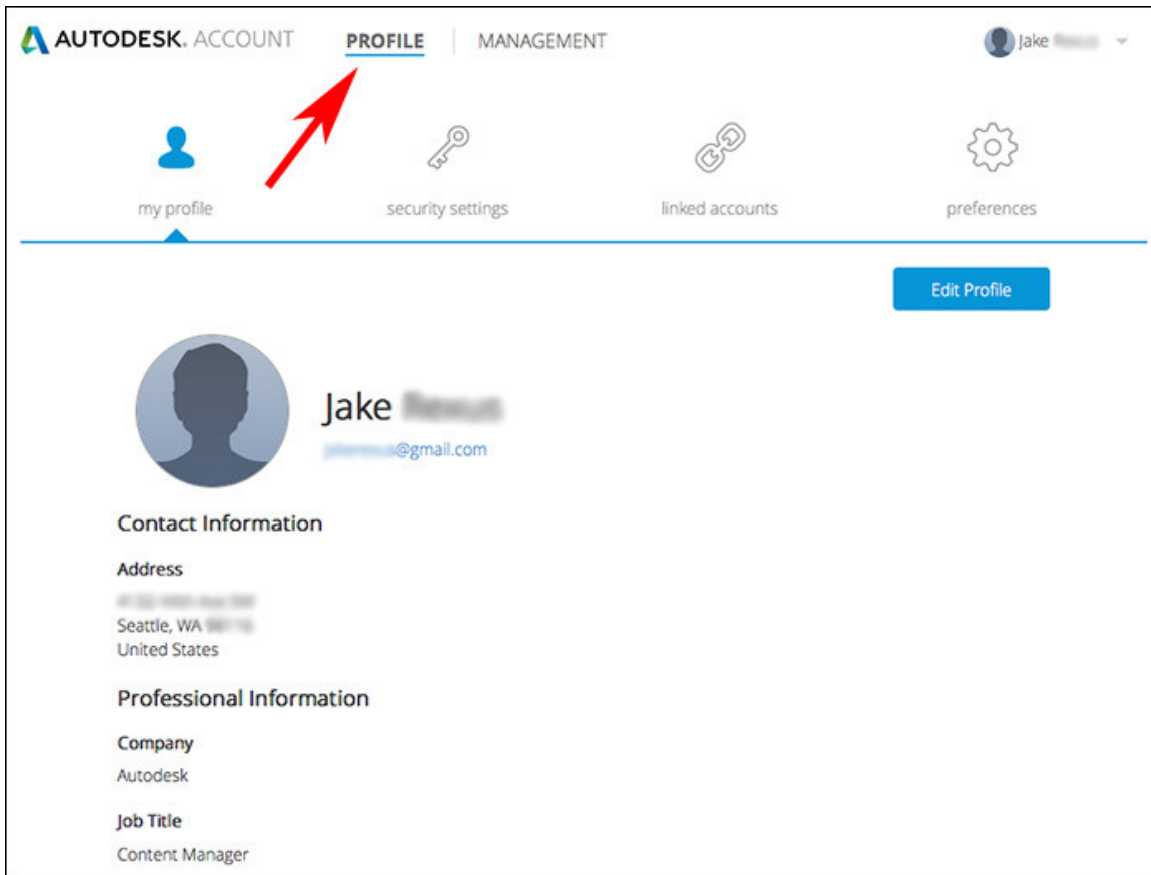 AUTODESK. ACCOUNT PROFILE MANAGEMENT Jake
my profile security settings linked accounts preferences
Edit Profile
Jake
@gmail.com
Contact Information
Address
Seattle, WA
United States
Professional Information
Company
Autodesk
Job Title
Content Manager